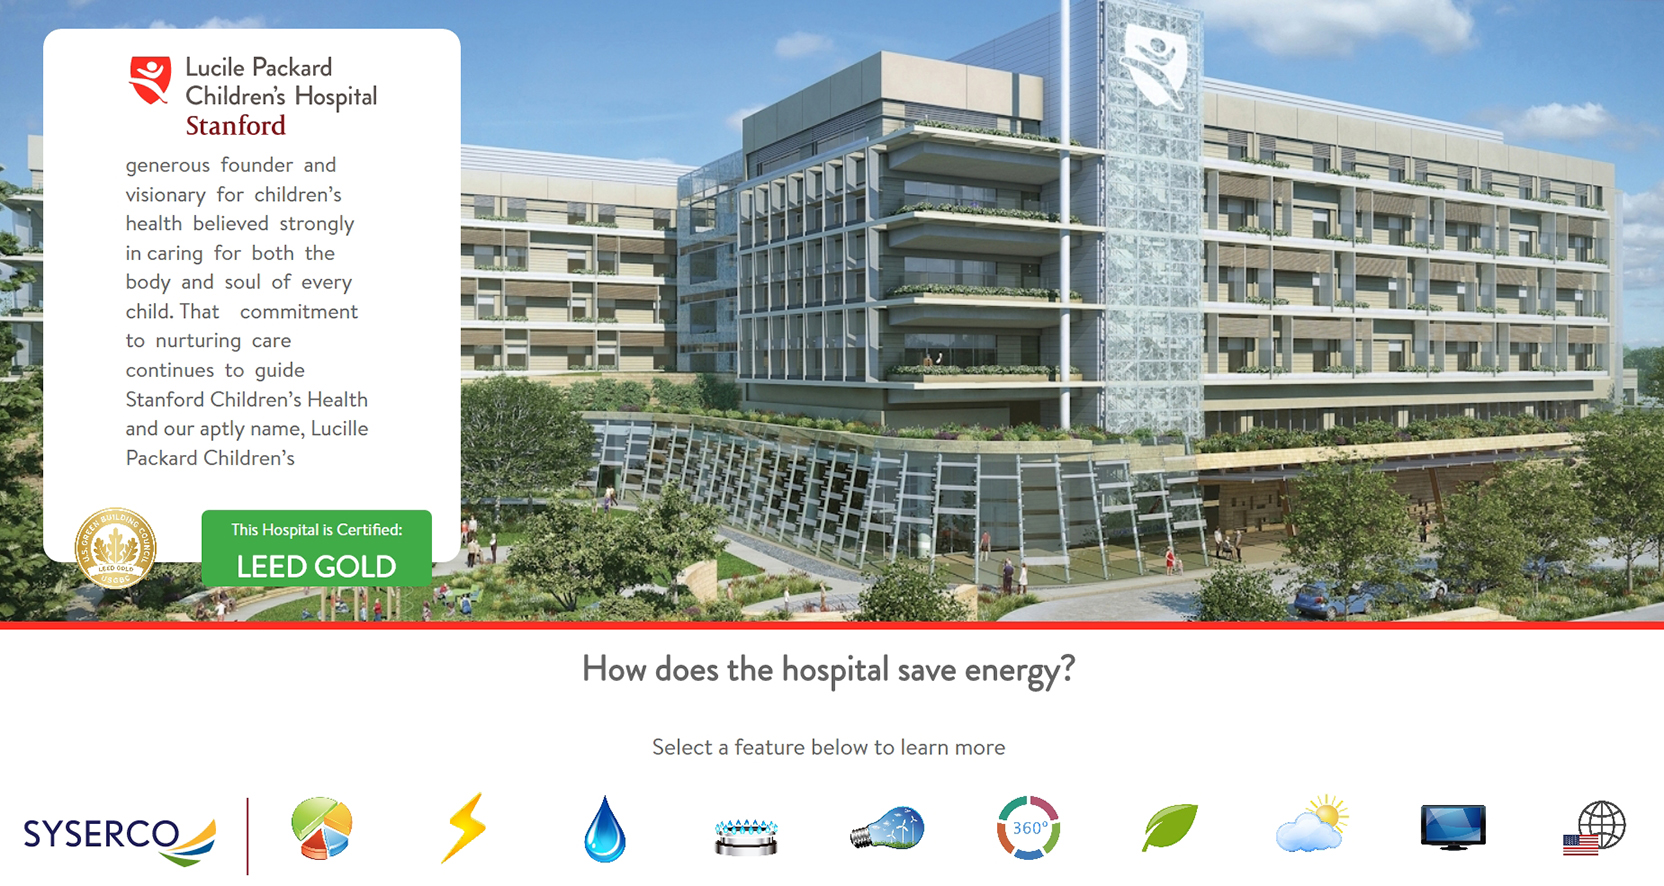 Lucile Packard
Children's Hospital
Stanford
generous founder and
visionary for children's
health believed strongly
in caring for both the
body and soul of every
child. That commitment
to nurturing care
continues to guide
Stanford Children's Health
and our aptly name, Lucille
Packard Children's
U.S. GREEN BUILDING COUNCIL
LEED GOLD
USGBC
This Hospital is Certified:
LEED GOLD
How does the hospital save energy?
Select a feature below to learn more
SYSERCO
360°